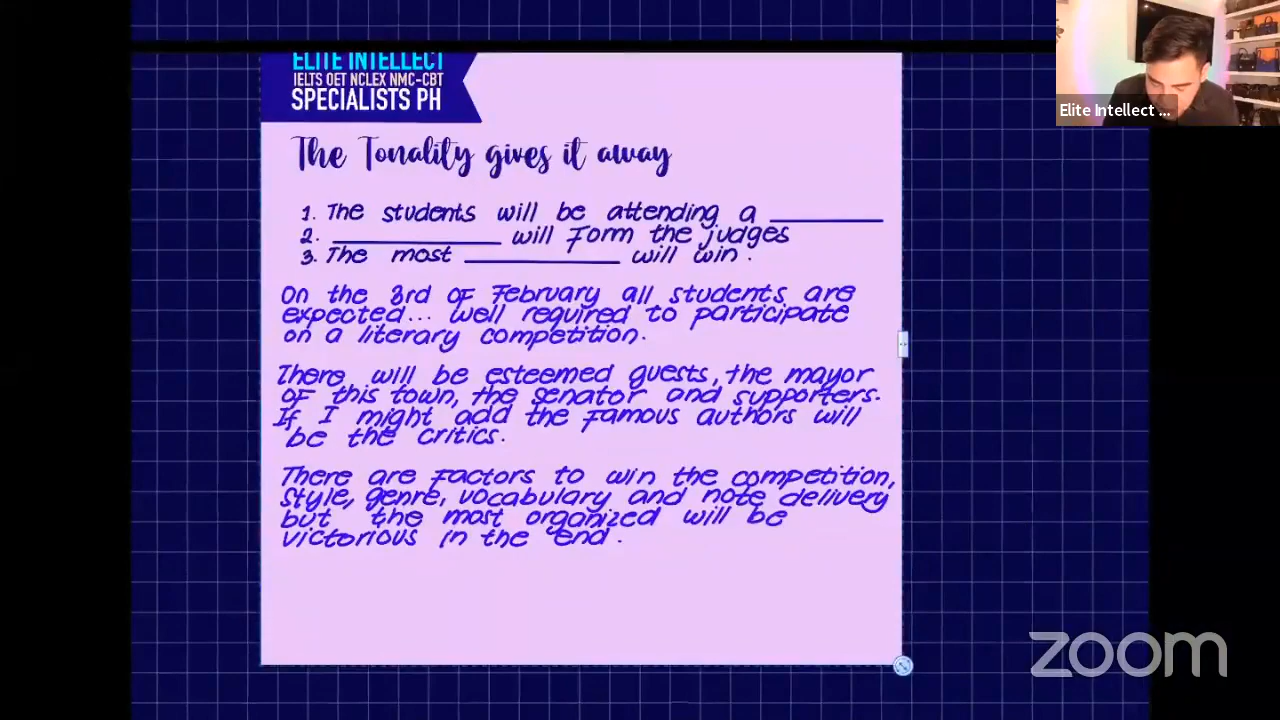 ELITE INTELLECT
IELTS OET NCLEX NMC-CBT
SPECIALISTS PH
Elite Intellect ...
The Tonality gives it away
1. The students will be attending a ________
2. ____________ will form the judges
3. The most ___________ will win.
On the 3rd of February all students are
expected... well required to participate
on a literary competition.
There will be esteemed guests, the mayor
of this town, the senator and supporters.
If I might add the famous authors will
be the critics.
There are factors to win the competition,
style, genre, vocabulary and note delivery
but the most organized will be
victorious in the end.
zoom